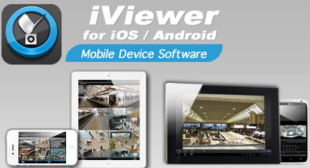 iViewer
for iOS / Android
Mobile Device Software